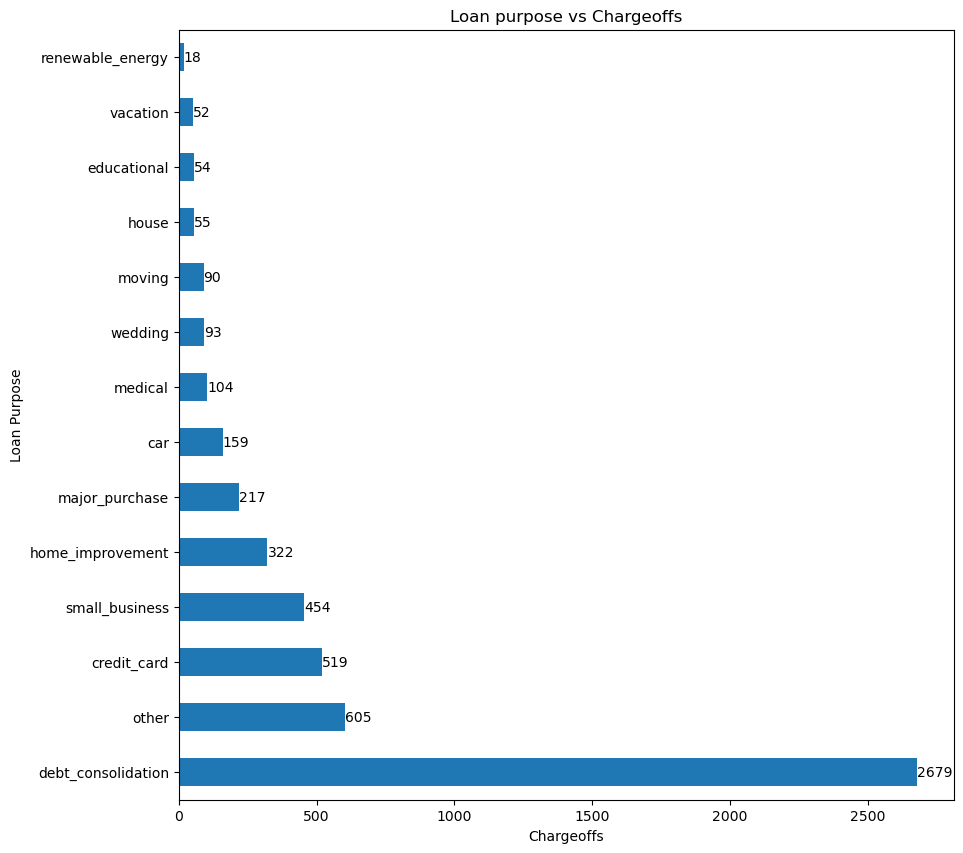 Loan purpose vs Chargeoffs
renewable_energy 18
vacation 52
educational 54
house 55
moving 90
wedding 93
medical 104
car 159
major_purchase 217
home_improvement 322
small_business 454
credit_card 519
other 605
debt_consolidation 2679
Loan Purpose
0 500 1000 1500 2000 2500
Chargeoffs